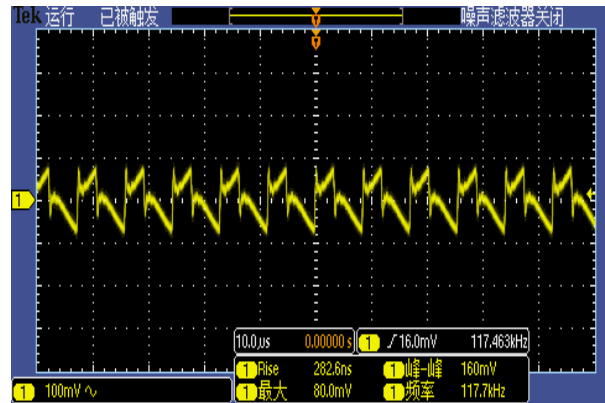 Tek 运行 已被触发 噪声滤波器关闭
1
10.0µs 0.00000 s 1 16.0mV 117.463kHz
1 Rise 282.6ns 1 峰-峰 160mV
1 最大 80.0mV 1 频率 117.7kHz
1 100mV